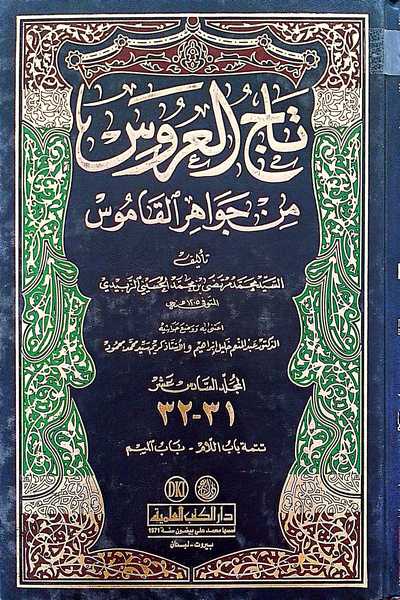 تاج العروس
من جواهر القاموس
تأليف
السيد محمد مرتضى بن محمد الحسيني الزبيدي
المتوفى ١٢٠٥ هجري
اعتنى به ووضع حواشيه
الدكتور عبد المنعم خليل إبراهيم والأستاذ كريم سيد محمد محمود
المجلد السادس عشر
٣١-٣٢
تتمة باب اللام - باب الميم
DKI
دار الكتب العلمية
أسسها محمد علي بيضون سنة 1971
بيروت - لبنان